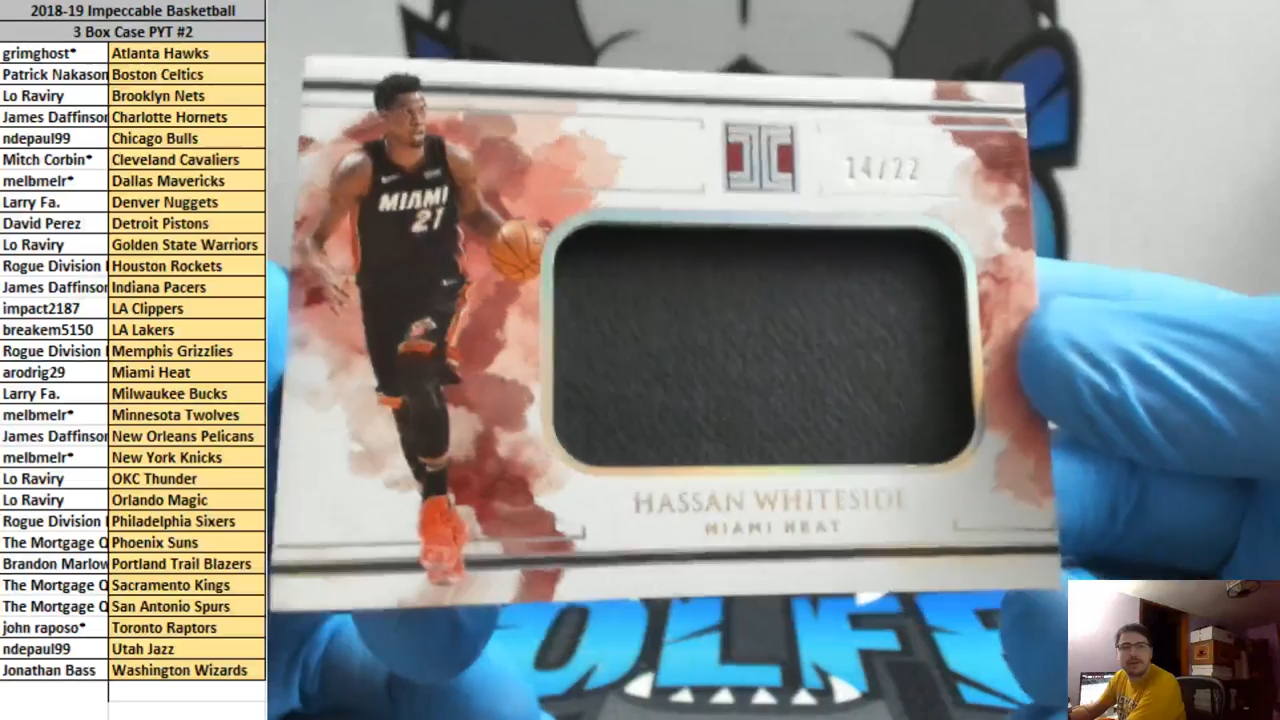 2018-19 Impeccable Basketball
3 Box Case PYT #2
grimghost* Atlanta Hawks
Patrick Nakason Boston Celtics
Lo Raviry Brooklyn Nets
James Daffinson Charlotte Hornets
ndepaul99 Chicago Bulls
Mitch Corbin* Cleveland Cavaliers
melbmelr* Dallas Mavericks
Larry Fa. Denver Nuggets
David Perez Detroit Pistons
Lo Raviry Golden State Warriors
Rogue Division Houston Rockets
James Daffinson Indiana Pacers
impact2187 LA Clippers
breakem5150 LA Lakers
Rogue Division Memphis Grizzlies
arodrig29 Miami Heat
Larry Fa. Milwaukee Bucks
melbmelr* Minnesota Twolves
James Daffinson New Orleans Pelicans
melbmelr* New York Knicks
Lo Raviry OKC Thunder
Lo Raviry Orlando Magic
Rogue Division Philadelphia Sixers
The Mortgage Phoenix Suns
Brandon Marlow Portland Trail Blazers
The Mortgage Sacramento Kings
The Mortgage San Antonio Spurs
john raposo* Toronto Raptors
ndepaul99 Utah Jazz
Jonathan Bass Washington Wizards
14/22
MIAMI
21
HASSAN WHITESIDE
MIAMI HEAT